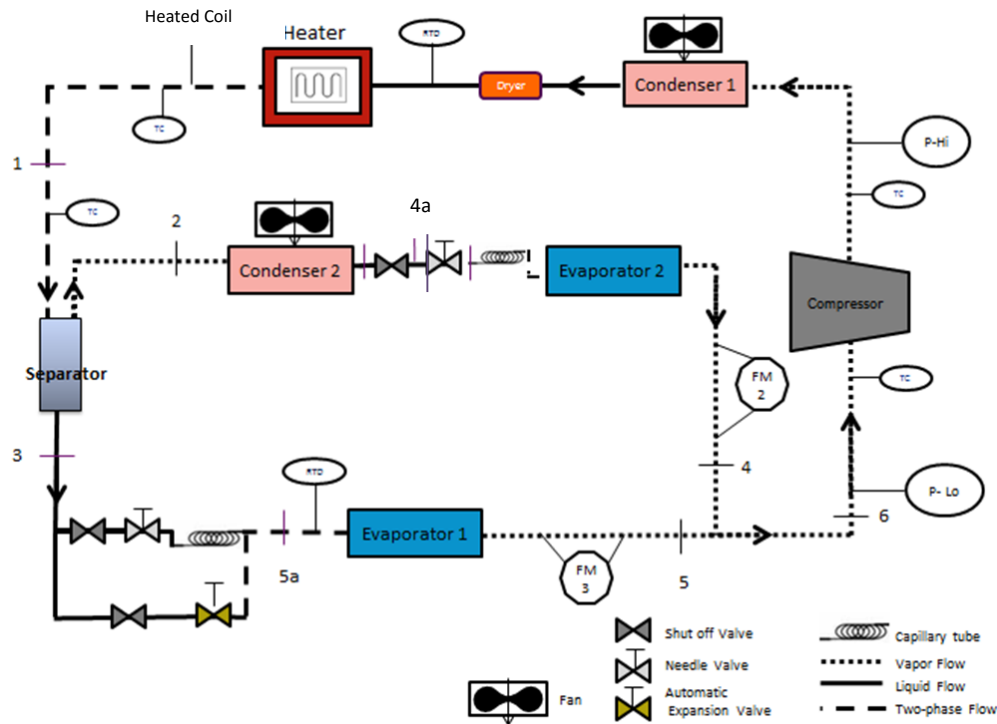 Heated Coil
Heater
RTD
Dryer
Condenser 1
TC
1
P-Hi
TC
TC
2
4a
Condenser 2
Evaporator 2
Compressor
Separator
FM
2
TC
3
4
RTD
P- Lo
6
Evaporator 1
5a
FM
3
5
Shut off Valve
Capillary tube
Needle Valve
Vapor Flow
Liquid Flow
Fan
Automatic
Expansion Valve
Two-phase Flow